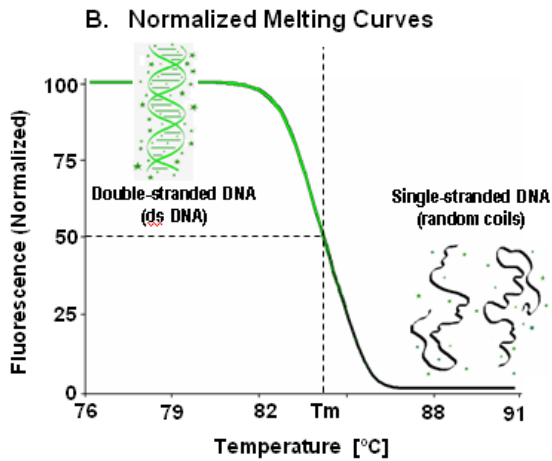 B. Normalized Melting Curves
100
75
50
25
0
Fluorescence (Normalized)
Double-stranded DNA
(ds DNA)
Single-stranded DNA
(random coils)
76 79 82 Tm 88 91
Temperature [°C]